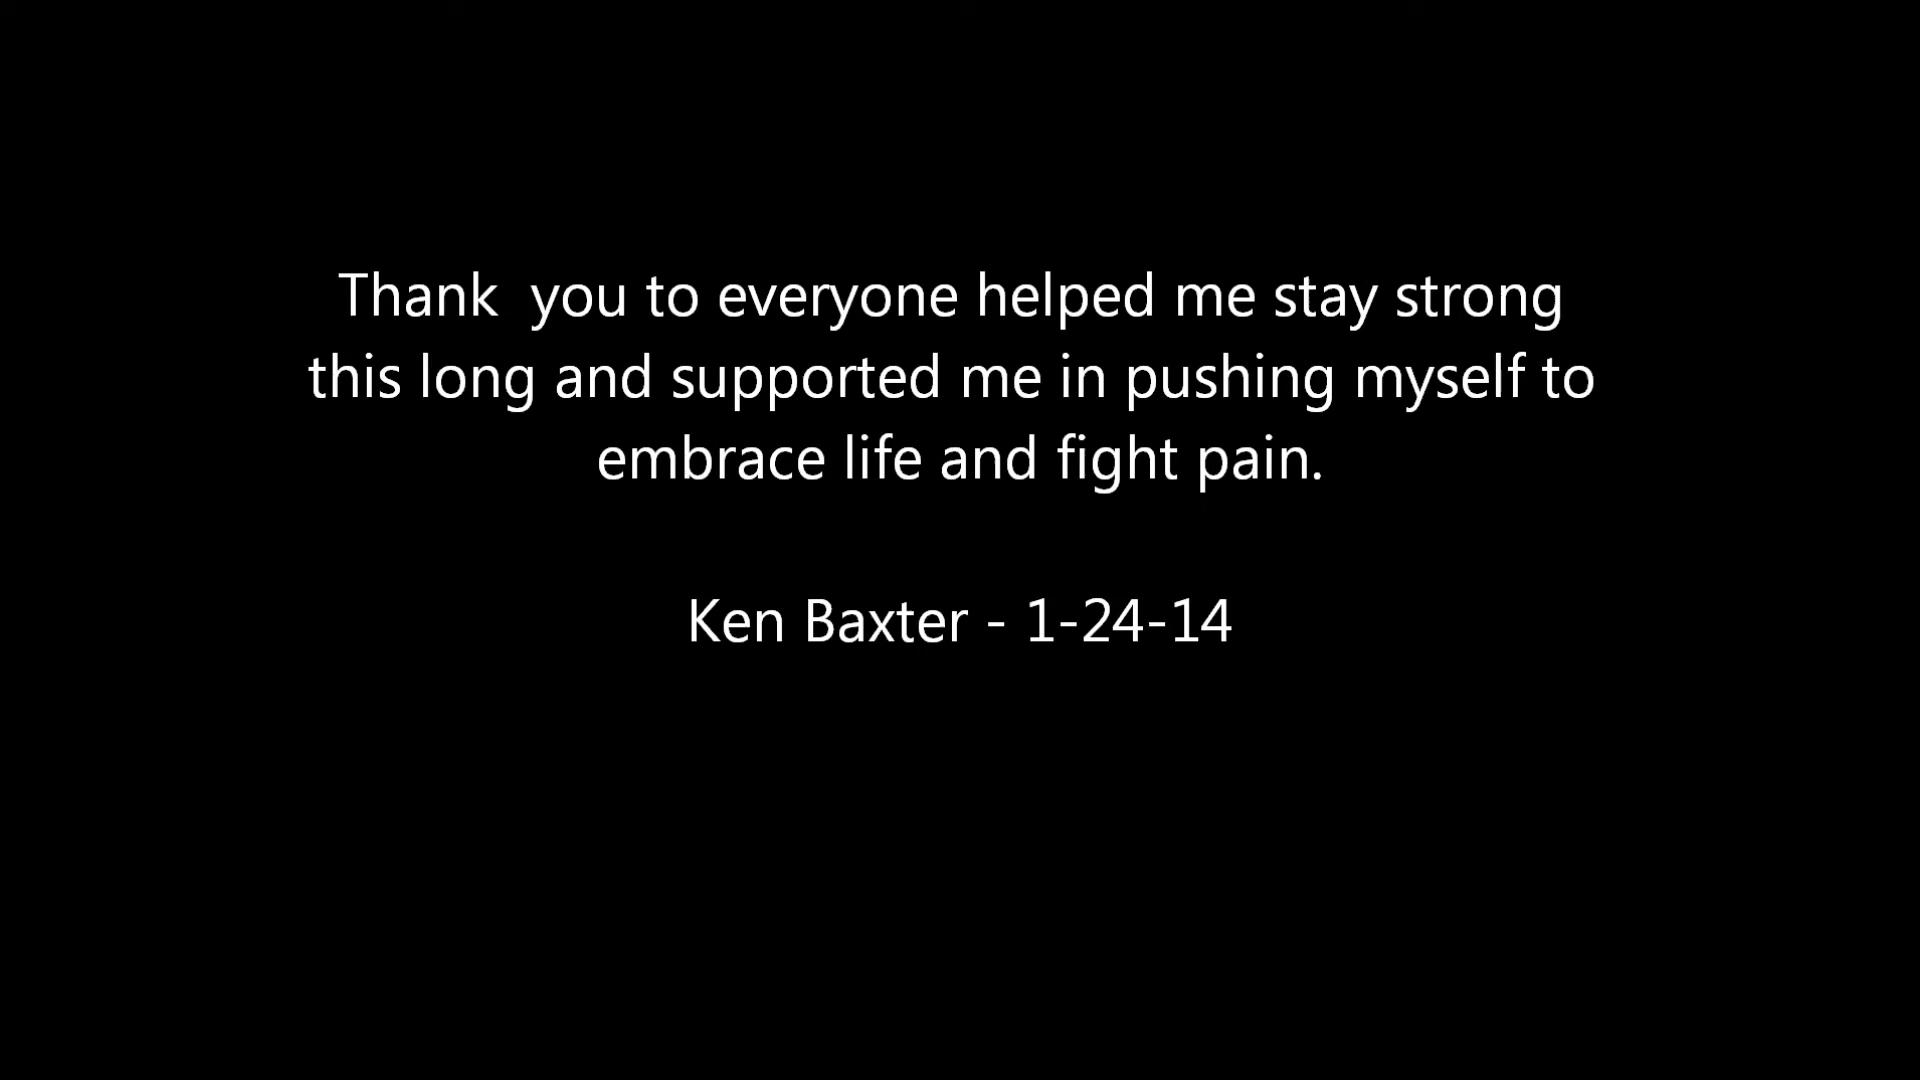 Thank  you to everyone helped me stay strong
this long and supported me in pushing myself to
embrace life and fight pain.
Ken Baxter - 1-24-14